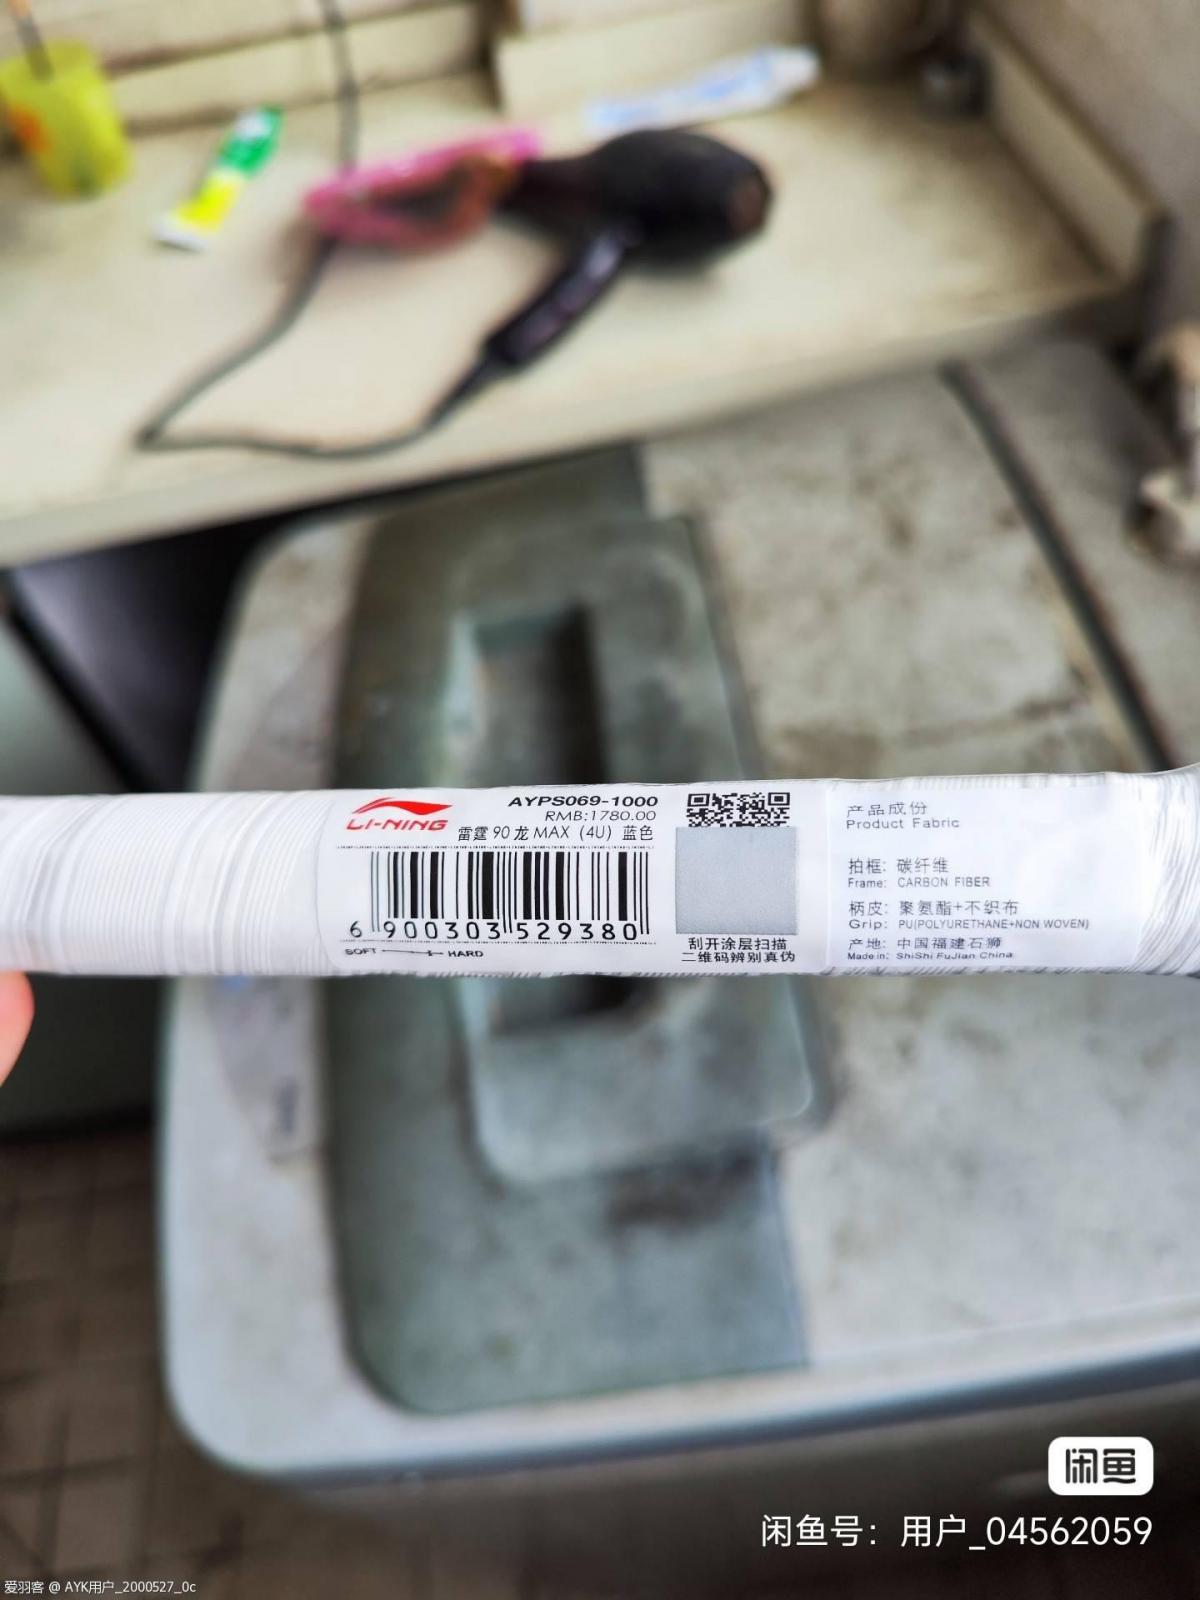 LI-NING
AYPS069-1000
RMB:1780.00
雷霆 90 龙 MAX (4U) 蓝色
6 900303 529380
SOFT HARD
刮开涂层扫描
二维码辨别真伪
产品成份
Product Fabric
拍框: 碳纤维
Frame: CARBON FIBER
柄皮: 聚氨酯+不织布
Grip: PU(POLYURETHANE+NON WOVEN)
产地: 中国福建石狮
Made in: ShiShi FuJian China
闲鱼
闲鱼号: 用户_04562059
爱羽客 @ AYK用户_2000527_0c